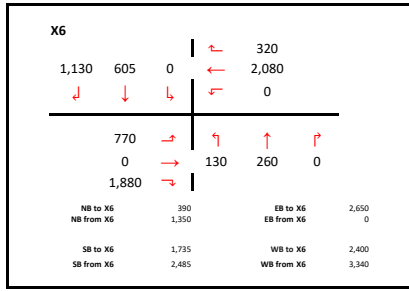 X6
320
1,130 605 0 2,080
0
770
0 130 260 0
1,880
NB to X6 390 EB to X6 2,650
NB from X6 1,350 EB from X6 0
SB to X6 1,735 WB to X6 2,400
SB from X6 2,485 WB from X6 3,340